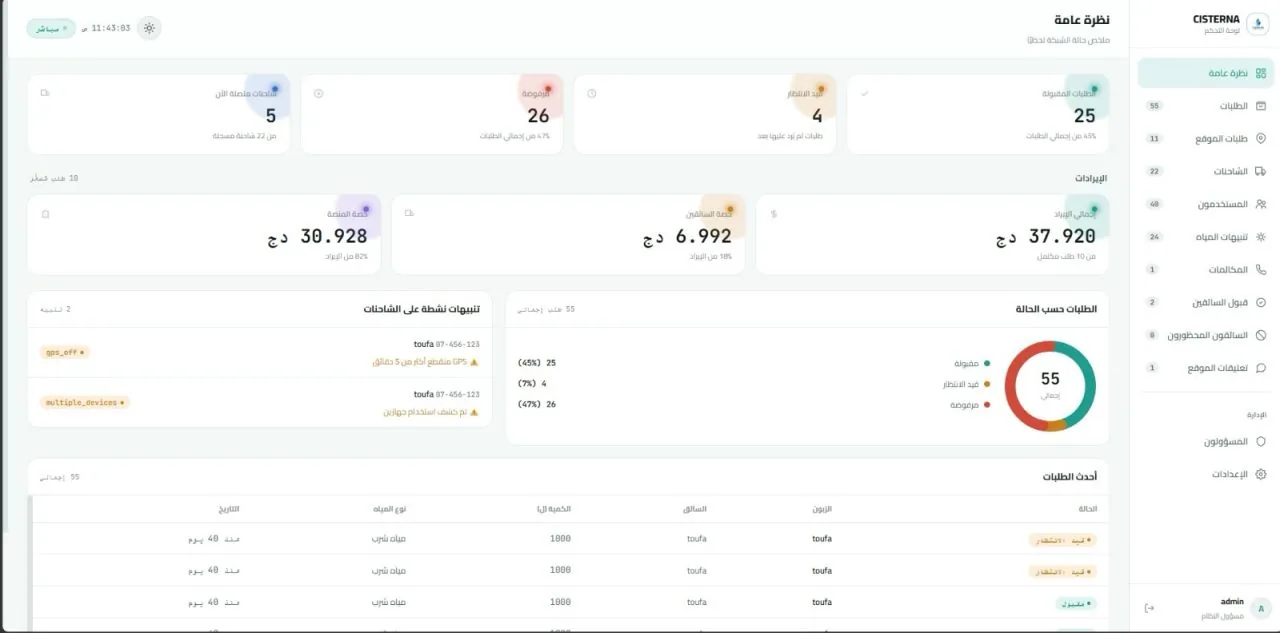 CISTERNA
لوحة التحكم
نظرة عامة
الطلبات 55
طلبات الموقع 11
الشاحنات 22
المستخدمون 40
تنبيهات المياه 24
المكالمات 1
قبول السائقين 2
السائقون المحظورون 0
تعليقات الموقع 1
الإدارة
المسؤولون
الإعدادات
A admin
مسؤول النظام
نظرة عامة
ملخص حالة الشبكة لحظيًا
11:43:03 ص
مباشر
الطلبات المقبولة
25
45% من إجمالي الطلبات
قيد الانتظار
4
طلبات لم يُرد عليها بعد
مرفوضة
26
47% من إجمالي الطلبات
شاحنات متصلة الآن
5
من 22 شاحنة مسجلة
الإيرادات
10 طلب مُسعَّر
إجمالي الإيراد
37.920 دج
من 10 طلب مكتمل
حصة السائقين
6.992 دج
18% من الإيراد
حصة المنصة
30.928 دج
82% من الإيراد
الطلبات حسب الحالة
55 طلب إجمالي
55
إجمالي
مقبولة 25 (45%)
قيد الانتظار 4 (7%)
مرفوضة 26 (47%)
تنبيهات نشطة على الشاحنات
2 تنبيه
toufa 87-456-123
GPS منقطع أكثر من 5 دقائق
gps_off
toufa 87-456-123
تم كشف استخدام جهازين
multiple_devices
أحدث الطلبات
55 إجمالي
الحالة الزبون السائق الكمية (ل) نوع المياه التاريخ
قيد الانتظار toufa toufa 1000 مياه شرب منذ 40 يوم
قيد الانتظار toufa toufa 1000 مياه شرب منذ 40 يوم
مقبول toufa toufa 1000 مياه شرب منذ 40 يوم